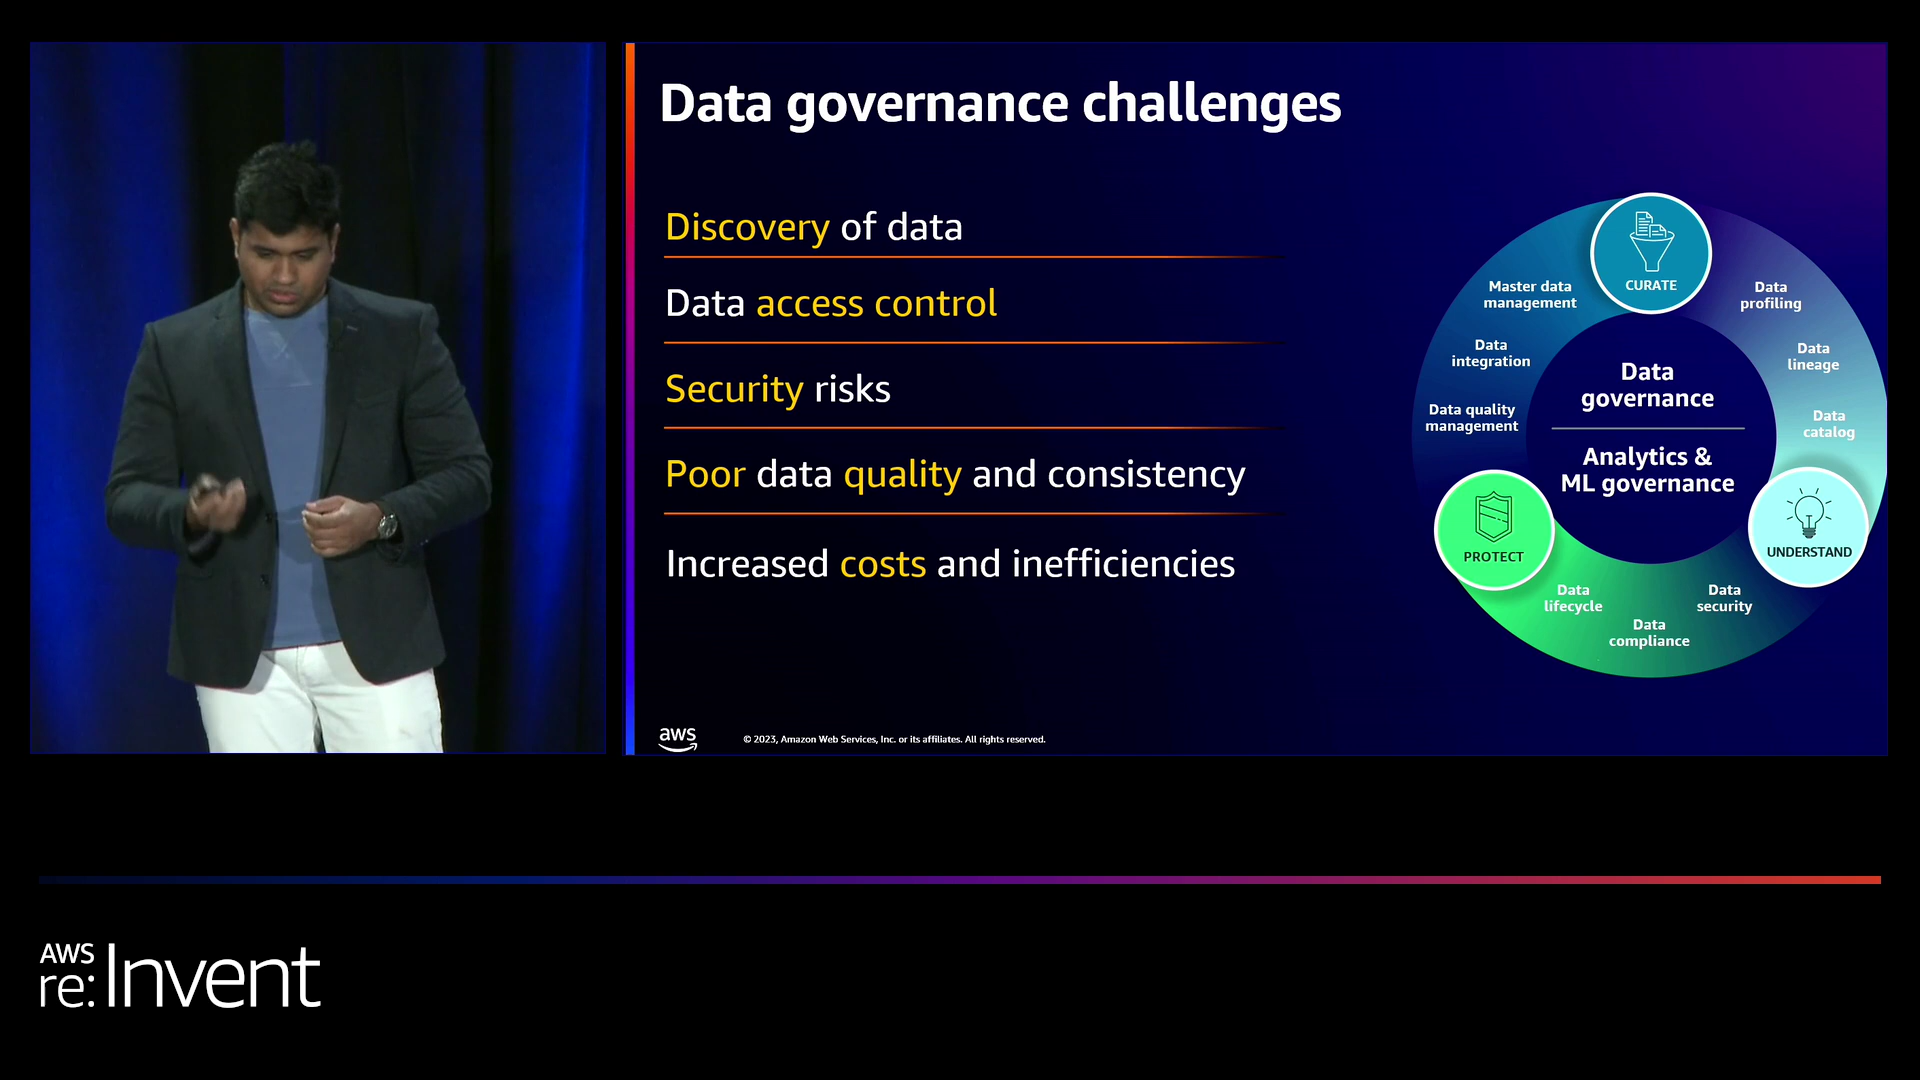 Data governance challenges
Discovery of data
Data access control
Security risks
Poor data quality and consistency
Increased costs and inefficiencies
CURATE
Master data
management
Data
integration
Data quality
management
Data
profiling
Data
lineage
Data
catalog
Data
governance
Analytics &
ML governance
PROTECT
UNDERSTAND
Data
lifecycle
Data
compliance
Data
security
aws
© 2023, Amazon Web Services, Inc. or its affiliates. All rights reserved.
AWS
re:Invent